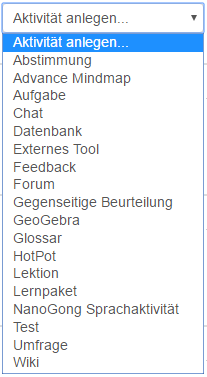 Aktivität anlegen...
Aktivität anlegen...
Abstimmung
Advance Mindmap
Aufgabe
Chat
Datenbank
Externes Tool
Feedback
Forum
Gegenseitige Beurteilung
GeoGebra
Glossar
HotPot
Lektion
Lernpaket
NanoGong Sprachaktivität
Test
Umfrage
Wiki